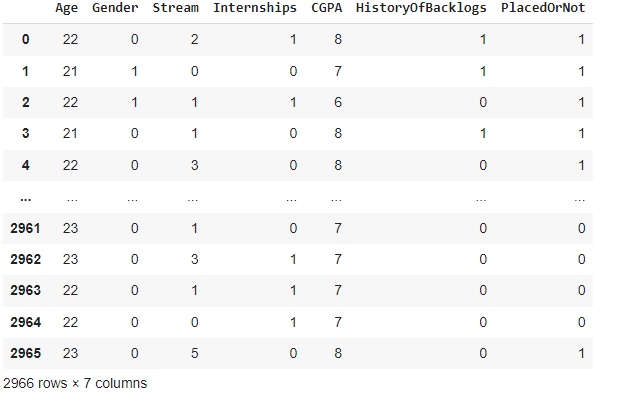 Age Gender Stream Internships CGPA HistoryOfBacklogs PlacedOrNot
0 22 0 2 1 8 1 1
1 21 1 0 0 7 1 1
2 22 1 1 1 6 0 1
3 21 0 1 0 8 1 1
4 22 0 3 0 8 0 1
... ... ... ... ... ... ... ...
2961 23 0 1 0 7 0 0
2962 23 0 3 1 7 0 0
2963 22 0 1 1 7 0 0
2964 22 0 0 1 7 0 0
2965 23 0 5 0 8 0 1
2966 rows × 7 columns